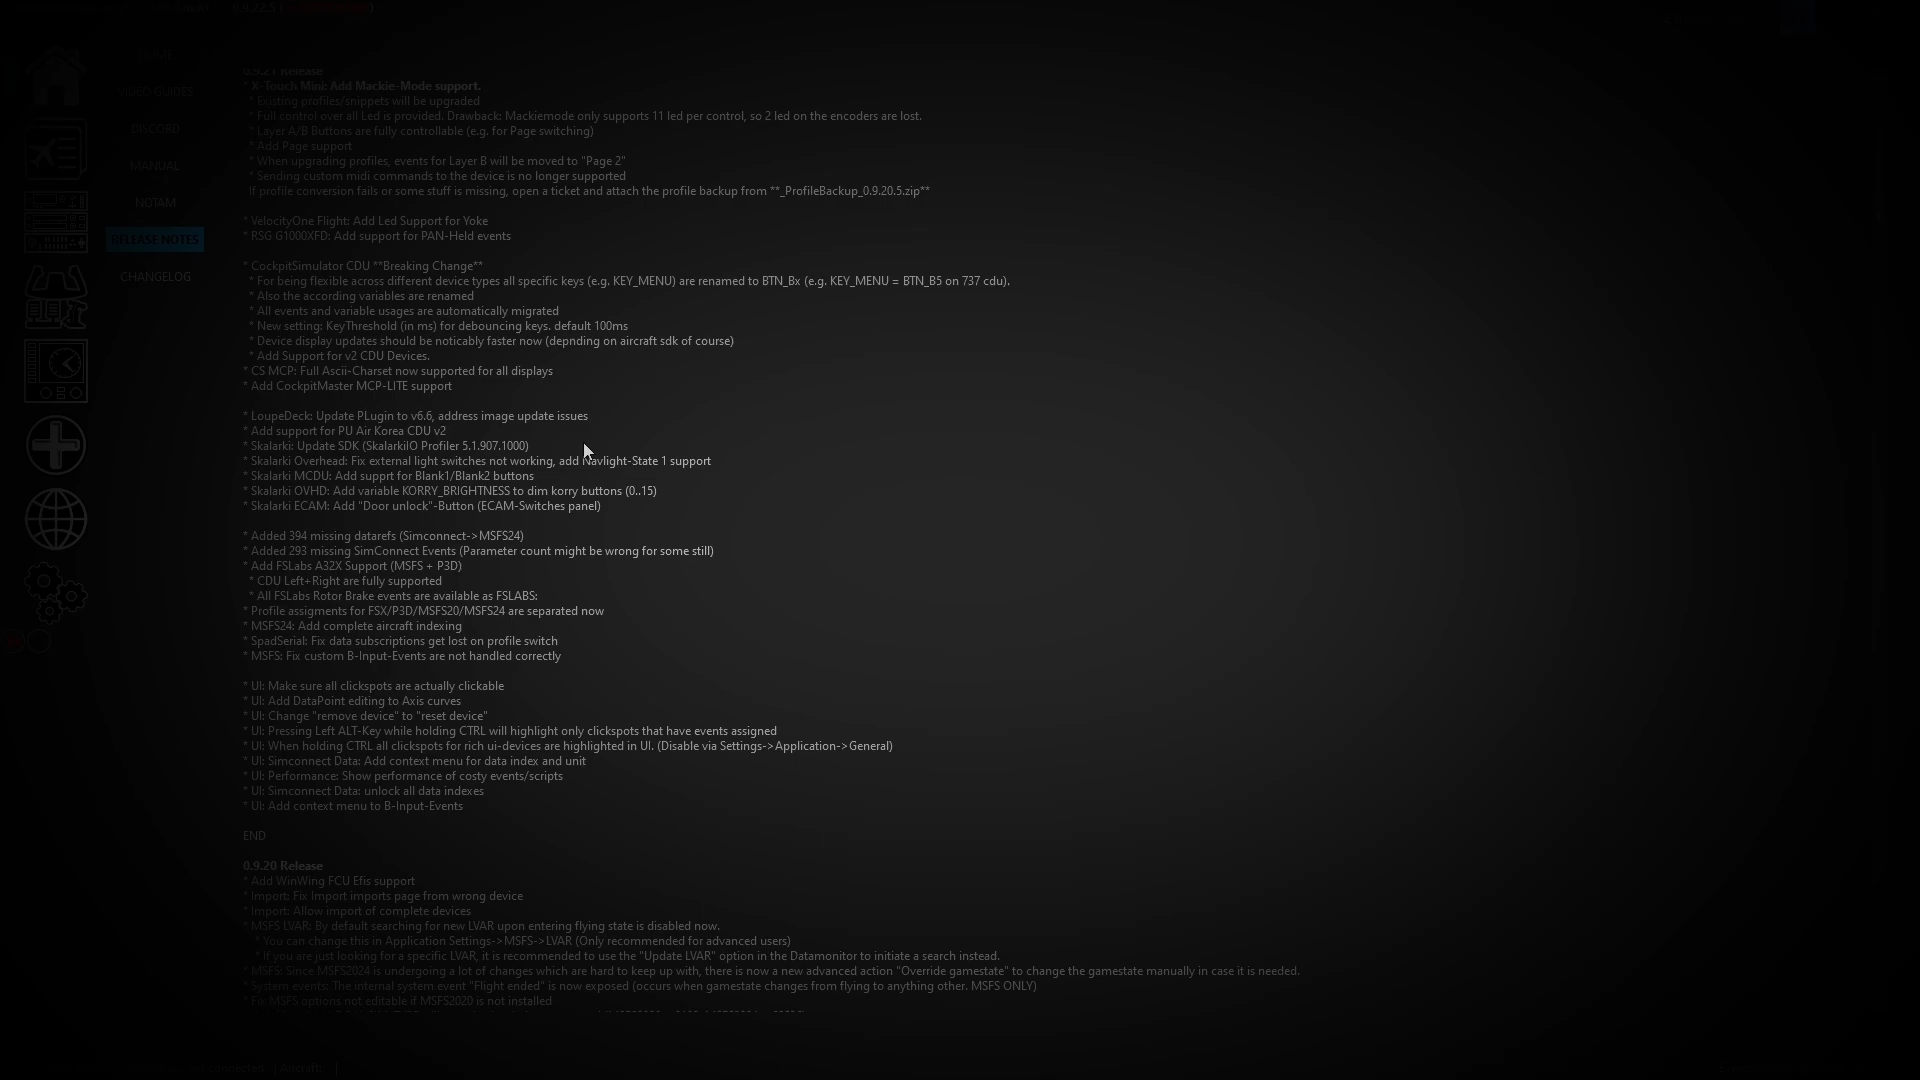 0.9.22.5 (
VIDEO GUIDES
DISCORD
MANUAL
NOTAM
RELEASE NOTES
CHANGELOG
0.9.21 Release
* X-Touch Mini: Add Mackie-Mode support.
* Existing profiles/snippets will be upgraded
* Full control over all Led is provided. Drawback: Mackiemode only supports 11 led per control, so 2 led on the encoders are lost.
* Layer A/B Buttons are fully controllable (e.g. for Page switching)
* Add Page support
* When upgrading profiles, events for Layer B will be moved to "Page 2"
* Sending custom midi commands to the device is no longer supported
If profile conversion fails or some stuff is missing, open a ticket and attach the profile backup from **_ProfileBackup_0.9.20.5.zip**
* VelocityOne Flight: Add Led Support for Yoke
* RSG G1000XFD: Add support for PAN-Held events
* CockpitSimulator CDU **Breaking Change**
* For being flexible across different device types all specific keys (e.g. KEY_MENU) are renamed to BTN_Bx (e.g. KEY_MENU = BTN_B5 on 737 cdu).
* Also the according variables are renamed
* All events and variable usages are automatically migrated
* New setting: KeyThreshold (in ms) for debouncing keys. default 100ms
* Device display updates should be noticably faster now (depnding on aircraft sdk of course)
* Add Support for v2 CDU Devices.
* CS MCP: Full Ascii-Charset now supported for all displays
* Add CockpitMaster MCP-LITE support
* LoupeDeck: Update PLugin to v6.6, address image update issues
* Add support for PU Air Korea CDU v2
* Skalarki: Update SDK (SkalarkiIO Profiler 5.1.907.1000)
* Skalarki Overhead: Fix external light switches not working, add Navlight-State 1 support
* Skalarki MCDU: Add supprt for Blank1/Blank2 buttons
* Skalarki OVHD: Add variable KORRY_BRIGHTNESS to dim korry buttons (0..15)
* Skalarki ECAM: Add "Door unlock"-Button (ECAM-Switches panel)
* Added 394 missing datarefs (Simconnect->MSFS24)
* Added 293 missing SimConnect Events (Parameter count might be wrong for some still)
* Add FSLabs A32X Support (MSFS + P3D)
* CDU Left+Right are fully supported
* All FSLabs Rotor Brake events are available as FSLABS:
* Profile assigments for FSX/P3D/MSFS20/MSFS24 are separated now
* MSFS24: Add complete aircraft indexing
* SpadSerial: Fix data subscriptions get lost on profile switch
* MSFS: Fix custom B-Input-Events are not handled correctly
* UI: Make sure all clickspots are actually clickable
* UI: Add DataPoint editing to Axis curves
* UI: Change "remove device" to "reset device"
* UI: Pressing Left ALT-Key while holding CTRL will highlight only clickspots that have events assigned
* UI: When holding CTRL all clickspots for rich ui-devices are highlighted in UI. (Disable via Settings->Application->General)
* UI: Simconnect Data: Add context menu for data index and unit
* UI: Performance: Show performance of costy events/scripts
* UI: Simconnect Data: unlock all data indexes
* UI: Add context menu to B-Input-Events
END
0.9.20 Release
* Add WinWing FCU Efis support
* Import: Fix Import imports page from wrong device
* Import: Allow import of complete devices
* MSFS LVAR: By default searching for new LVAR upon entering flying state is disabled now.
* You can change this in Application Settings->MSFS->LVAR (Only recommended for advanced users)
* If you are just looking for a specific LVAR, it is recommended to use the "Update LVAR" option in the Datamonitor to initiate a search instead.
* MSFS: Since MSFS2024 is undergoing a lot of changes which are hard to keep up with, there is now a new advanced action "Override gamestate" to change the gamestate manually in case it is needed.
* System events: The internal system event "Flight ended" is now exposed (occurs when gamestate changes from flying to anything other. MSFS ONLY)
* Fix MSFS options not editable if MSFS2020 is not installed
connected